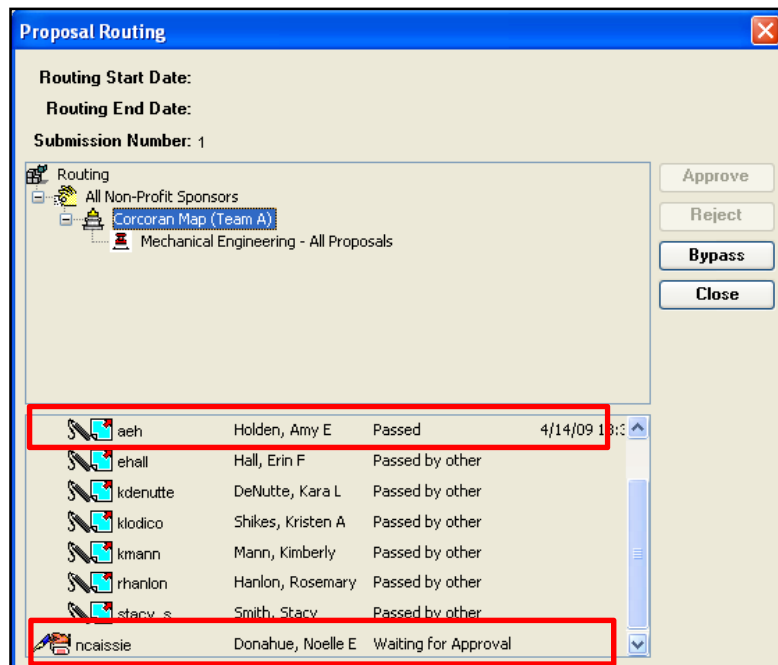 Proposal Routing
Routing Start Date:
Routing End Date:
Submission Number: 1
Routing
All Non-Profit Sponsors
Corcoran Map (Team A)
Mechanical Engineering - All Proposals
Approve
Reject
Bypass
Close
aeh Holden, Amy E Passed 4/14/09
ehall Hall, Erin F Passed by other
kdenutte DeNutte, Kara L Passed by other
klodico Shikes, Kristen A Passed by other
kmann Mann, Kimberly Passed by other
rhanlon Hanlon, Rosemary Passed by other
stacy_s Smith, Stacy Passed by other
ncaissie Donahue, Noelle E Waiting for Approval